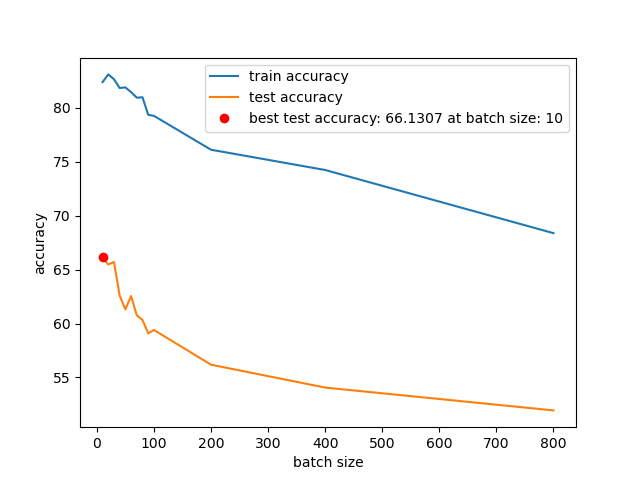 train accuracy
test accuracy
best test accuracy: 66.1307 at batch size: 10
80
75
70
65
60
55
accuracy
0 100 200 300 400 500 600 700 800
batch size